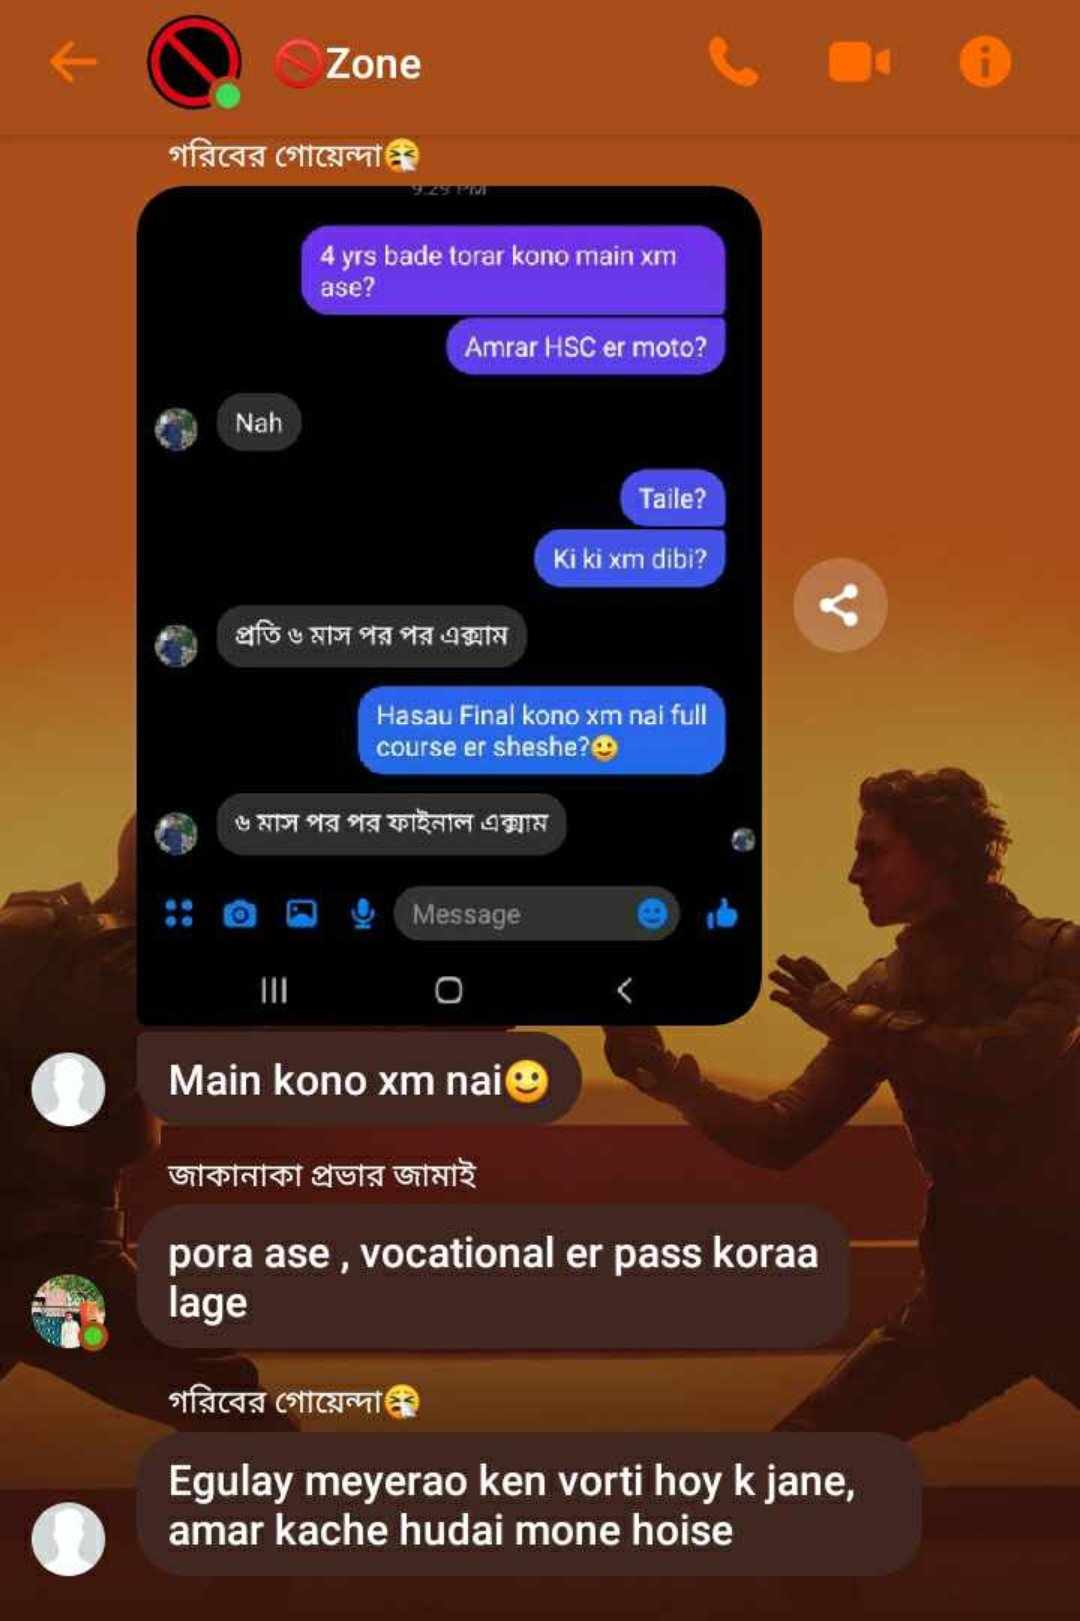 🚫Zone
গরিবের গোয়েন্দা🤧
9:29 PM
4 yrs bade torar kono main xm
ase?
Amrar HSC er moto?
Nah
Taile?
Ki ki xm dibi?
প্রতি ৬ মাস পর পর এক্সাম
Hasau Final kono xm nai full
course er sheshe?🙂
৬ মাস পর পর ফাইনাল এক্সাম
Message
Main kono xm nai🙂
জাকানাকা প্রভার জামাই
pora ase , vocational er pass koraa
lage
গরিবের গোয়েন্দা🤧
Egulay meyerao ken vorti hoy k jane,
amar kache hudai mone hoise